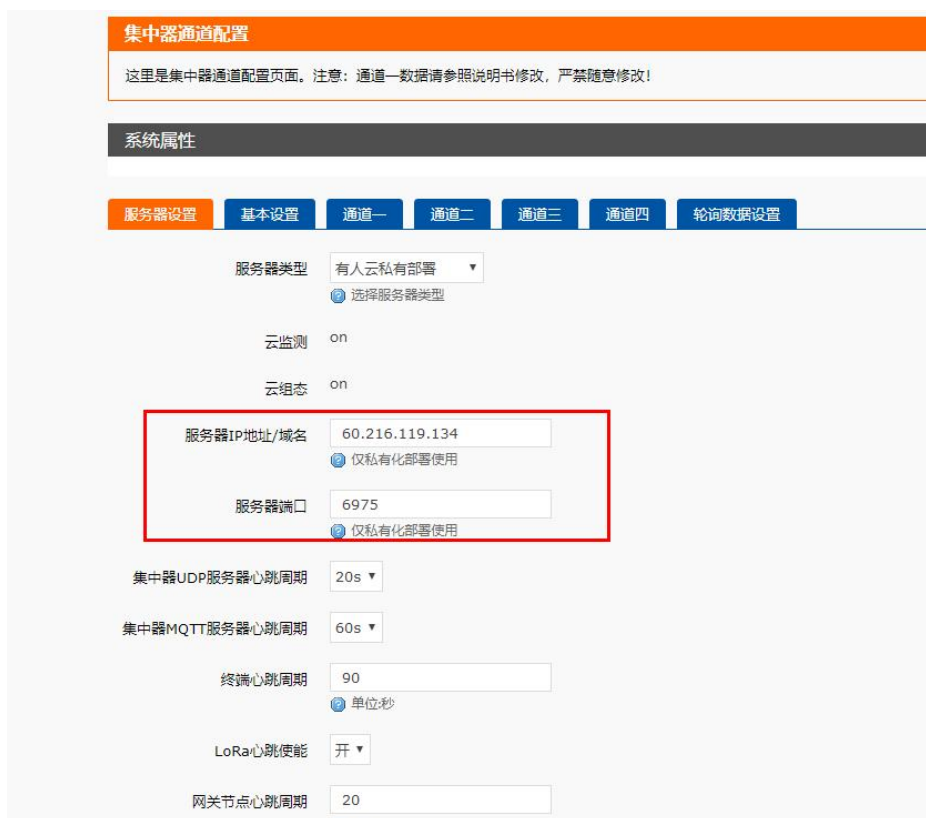 集中器通道配置
这里是集中器通道配置页面。注意：通道一数据请参照说明书修改，严禁随意修改！
系统属性
服务器设置 基本设置 通道一 通道二 通道三 通道四 轮询数据设置
服务器类型 有人云私有部署
选择服务器类型
云监测 on
云组态 on
服务器IP地址/域名 60.216.119.134
仅私有化部署使用
服务器端口 6975
仅私有化部署使用
集中器UDP服务器心跳周期 20s
集中器MQTT服务器心跳周期 60s
终端心跳周期 90
单位:秒
LoRa心跳使能 开
网关节点心跳周期 20